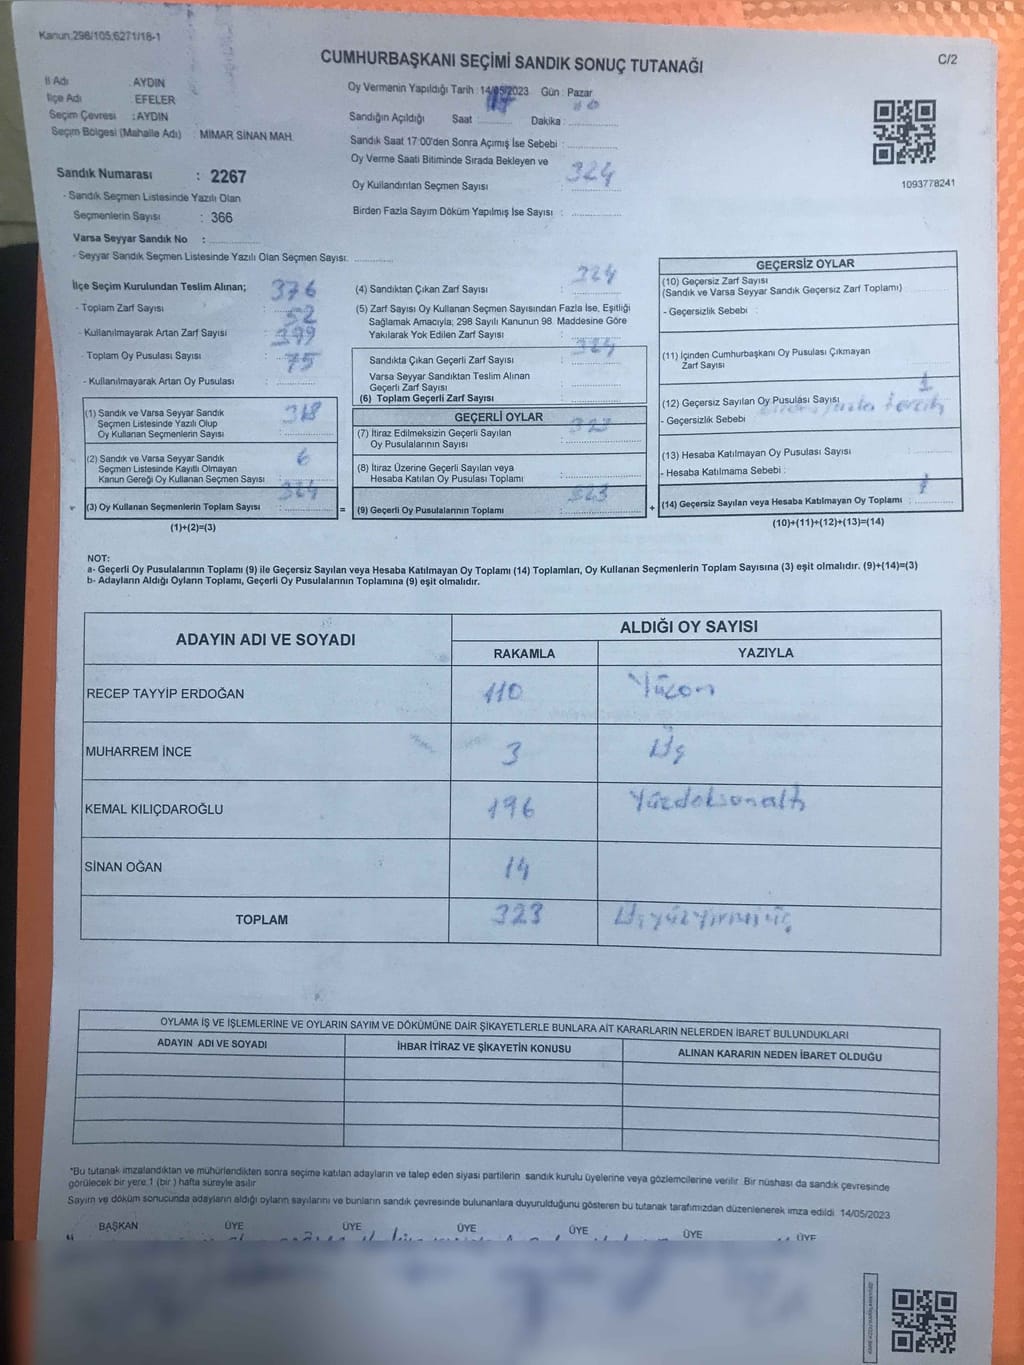 Kanun;298/105;6271/18-1
CUMHURBAŞKANI SEÇİMİ SANDIK SONUÇ TUTANAĞI
C/2
İl Adı : AYDIN
İlçe Adı : EFELER
Seçim Çevresi : AYDIN
Seçim Bölgesi (Mahalle Adı) : MİMAR SİNAN MAH.
Sandık Numarası : 2267
- Sandık Seçmen Listesinde Yazılı Olan
Seçmenlerin Sayısı : 366
Varsa Seyyar Sandık No :
- Seyyar Sandık Seçmen Listesinde Yazılı Olan Seçmen Sayısı:
Oy Vermenin Yapıldığı Tarih : 14/05/2023 Gün : Pazar
Sandığın Açıldığı Saat : 17 Dakika :
Sandık Saat 17:00'den Sonra Açılmış İse Sebebi :
Oy Verme Saati Bitiminde Sırada Bekleyen ve
Oy Kullandırılan Seçmen Sayısı : 324
Birden Fazla Sayım Döküm Yapılmış İse Sayısı :
1093778241
İlçe Seçim Kurulundan Teslim Alınan;
- Toplam Zarf Sayısı : 376
- Kullanılmayarak Artan Zarf Sayısı : 52
- Toplam Oy Pusulası Sayısı : 399
- Kullanılmayarak Artan Oy Pusulası : 75
(1) Sandık ve Varsa Seyyar Sandık
Seçmen Listesinde Yazılı Olup
Oy Kullanan Seçmenlerin Sayısı : 318
(2) Sandık ve Varsa Seyyar Sandık
Seçmen Listesinde Kayıtlı Olmayan
Kanun Gereği Oy Kullanan Seçmen Sayısı : 6
(3) Oy Kullanan Seçmenlerin Toplam Sayısı : 324
(1)+(2)=(3)
(4) Sandıktan Çıkan Zarf Sayısı : 324
(5) Zarf Sayısı Oy Kullanan Seçmen Sayısından Fazla İse, Eşitliği
Sağlamak Amacıyla; 298 Sayılı Kanunun 98. Maddesine Göre
Yakılarak Yok Edilen Zarf Sayısı :
Sandıkta Çıkan Geçerli Zarf Sayısı : 324
Varsa Seyyar Sandıktan Teslim Alınan
Geçerli Zarf Sayısı :
(6) Toplam Geçerli Zarf Sayısı :
=
GEÇERLİ OYLAR
(7) İtiraz Edilmeksizin Geçerli Sayılan
Oy Pusulalarının Sayısı : 323
(8) İtiraz Üzerine Geçerli Sayılan veya
Hesaba Katılan Oy Pusulası Toplamı :
(9) Geçerli Oy Pusulalarının Toplamı : 323
+
GEÇERSİZ OYLAR
(10) Geçersiz Zarf Sayısı
(Sandık ve Varsa Seyyar Sandık Geçersiz Zarf Toplamı) :
- Geçersizlik Sebebi :
(11) İçinden Cumhurbaşkanı Oy Pusulası Çıkmayan
Zarf Sayısı :
(12) Geçersiz Sayılan Oy Pusulası Sayısı : 1
- Geçersizlik Sebebi : tercih
(13) Hesaba Katılmayan Oy Pusulası Sayısı :
- Hesaba Katılmama Sebebi :
(14) Geçersiz Sayılan veya Hesaba Katılmayan Oy Toplamı : 1
(10)+(11)+(12)+(13)=(14)
NOT:
a- Geçerli Oy Pusulalarının Toplamı (9) ile Geçersiz Sayılan veya Hesaba Katılmayan Oy Toplamı (14) Toplamları, Oy Kullanan Seçmenlerin Toplam Sayısına (3) eşit olmalıdır. (9)+(14)=(3)
b- Adayların Aldığı Oyların Toplamı, Geçerli Oy Pusulalarının Toplamına (9) eşit olmalıdır.
ADAYIN ADI VE SOYADI
ALDIĞI OY SAYISI
RAKAMLA YAZIYLA
RECEP TAYYİP ERDOĞAN 110 Yüzon
MUHARREM İNCE 3 Üç
KEMAL KILIÇDAROĞLU 196 Yüzdoksanaltı
SİNAN OĞAN 14
TOPLAM 323 Üçyüzyirmiüç
OYLAMA İŞ VE İŞLEMLERİNE VE OYLARIN SAYIM VE DÖKÜMÜNE DAİR ŞİKAYETLERLE BUNLARA AİT KARARLARIN NELERDEN İBARET BULUNDUKLARI
ADAYIN ADI VE SOYADI İHBAR İTİRAZ VE ŞİKAYETİN KONUSU ALINAN KARARIN NEDEN İBARET OLDUĞU
*Bu tutanak imzalandıktan ve mühürlendikten sonra seçime katılan adayların ve talep eden siyasi partilerin sandık kurulu üyelerine veya gözlemcilerine verilir. Bir nüshası da sandık çevresinde
görülecek bir yere 1 (bir ) hafta süreyle asılır
Sayım ve döküm sonucunda adayların aldığı oyların sayılarını ve bunların sandık çevresinde bulunanlara duyurulduğunu gösteren bu tutanak tarafımızdan düzenlenerek imza edildi. 14/05/2023
BAŞKAN ÜYE ÜYE ÜYE ÜYE ÜYE ÜYE